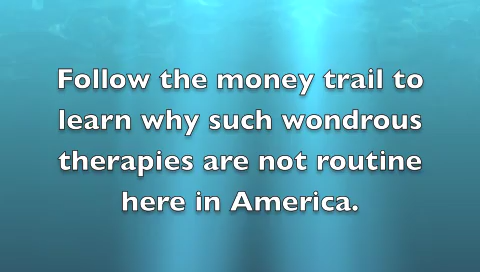 Follow the money trail to
learn why such wondrous
therapies are not routine
here in America.